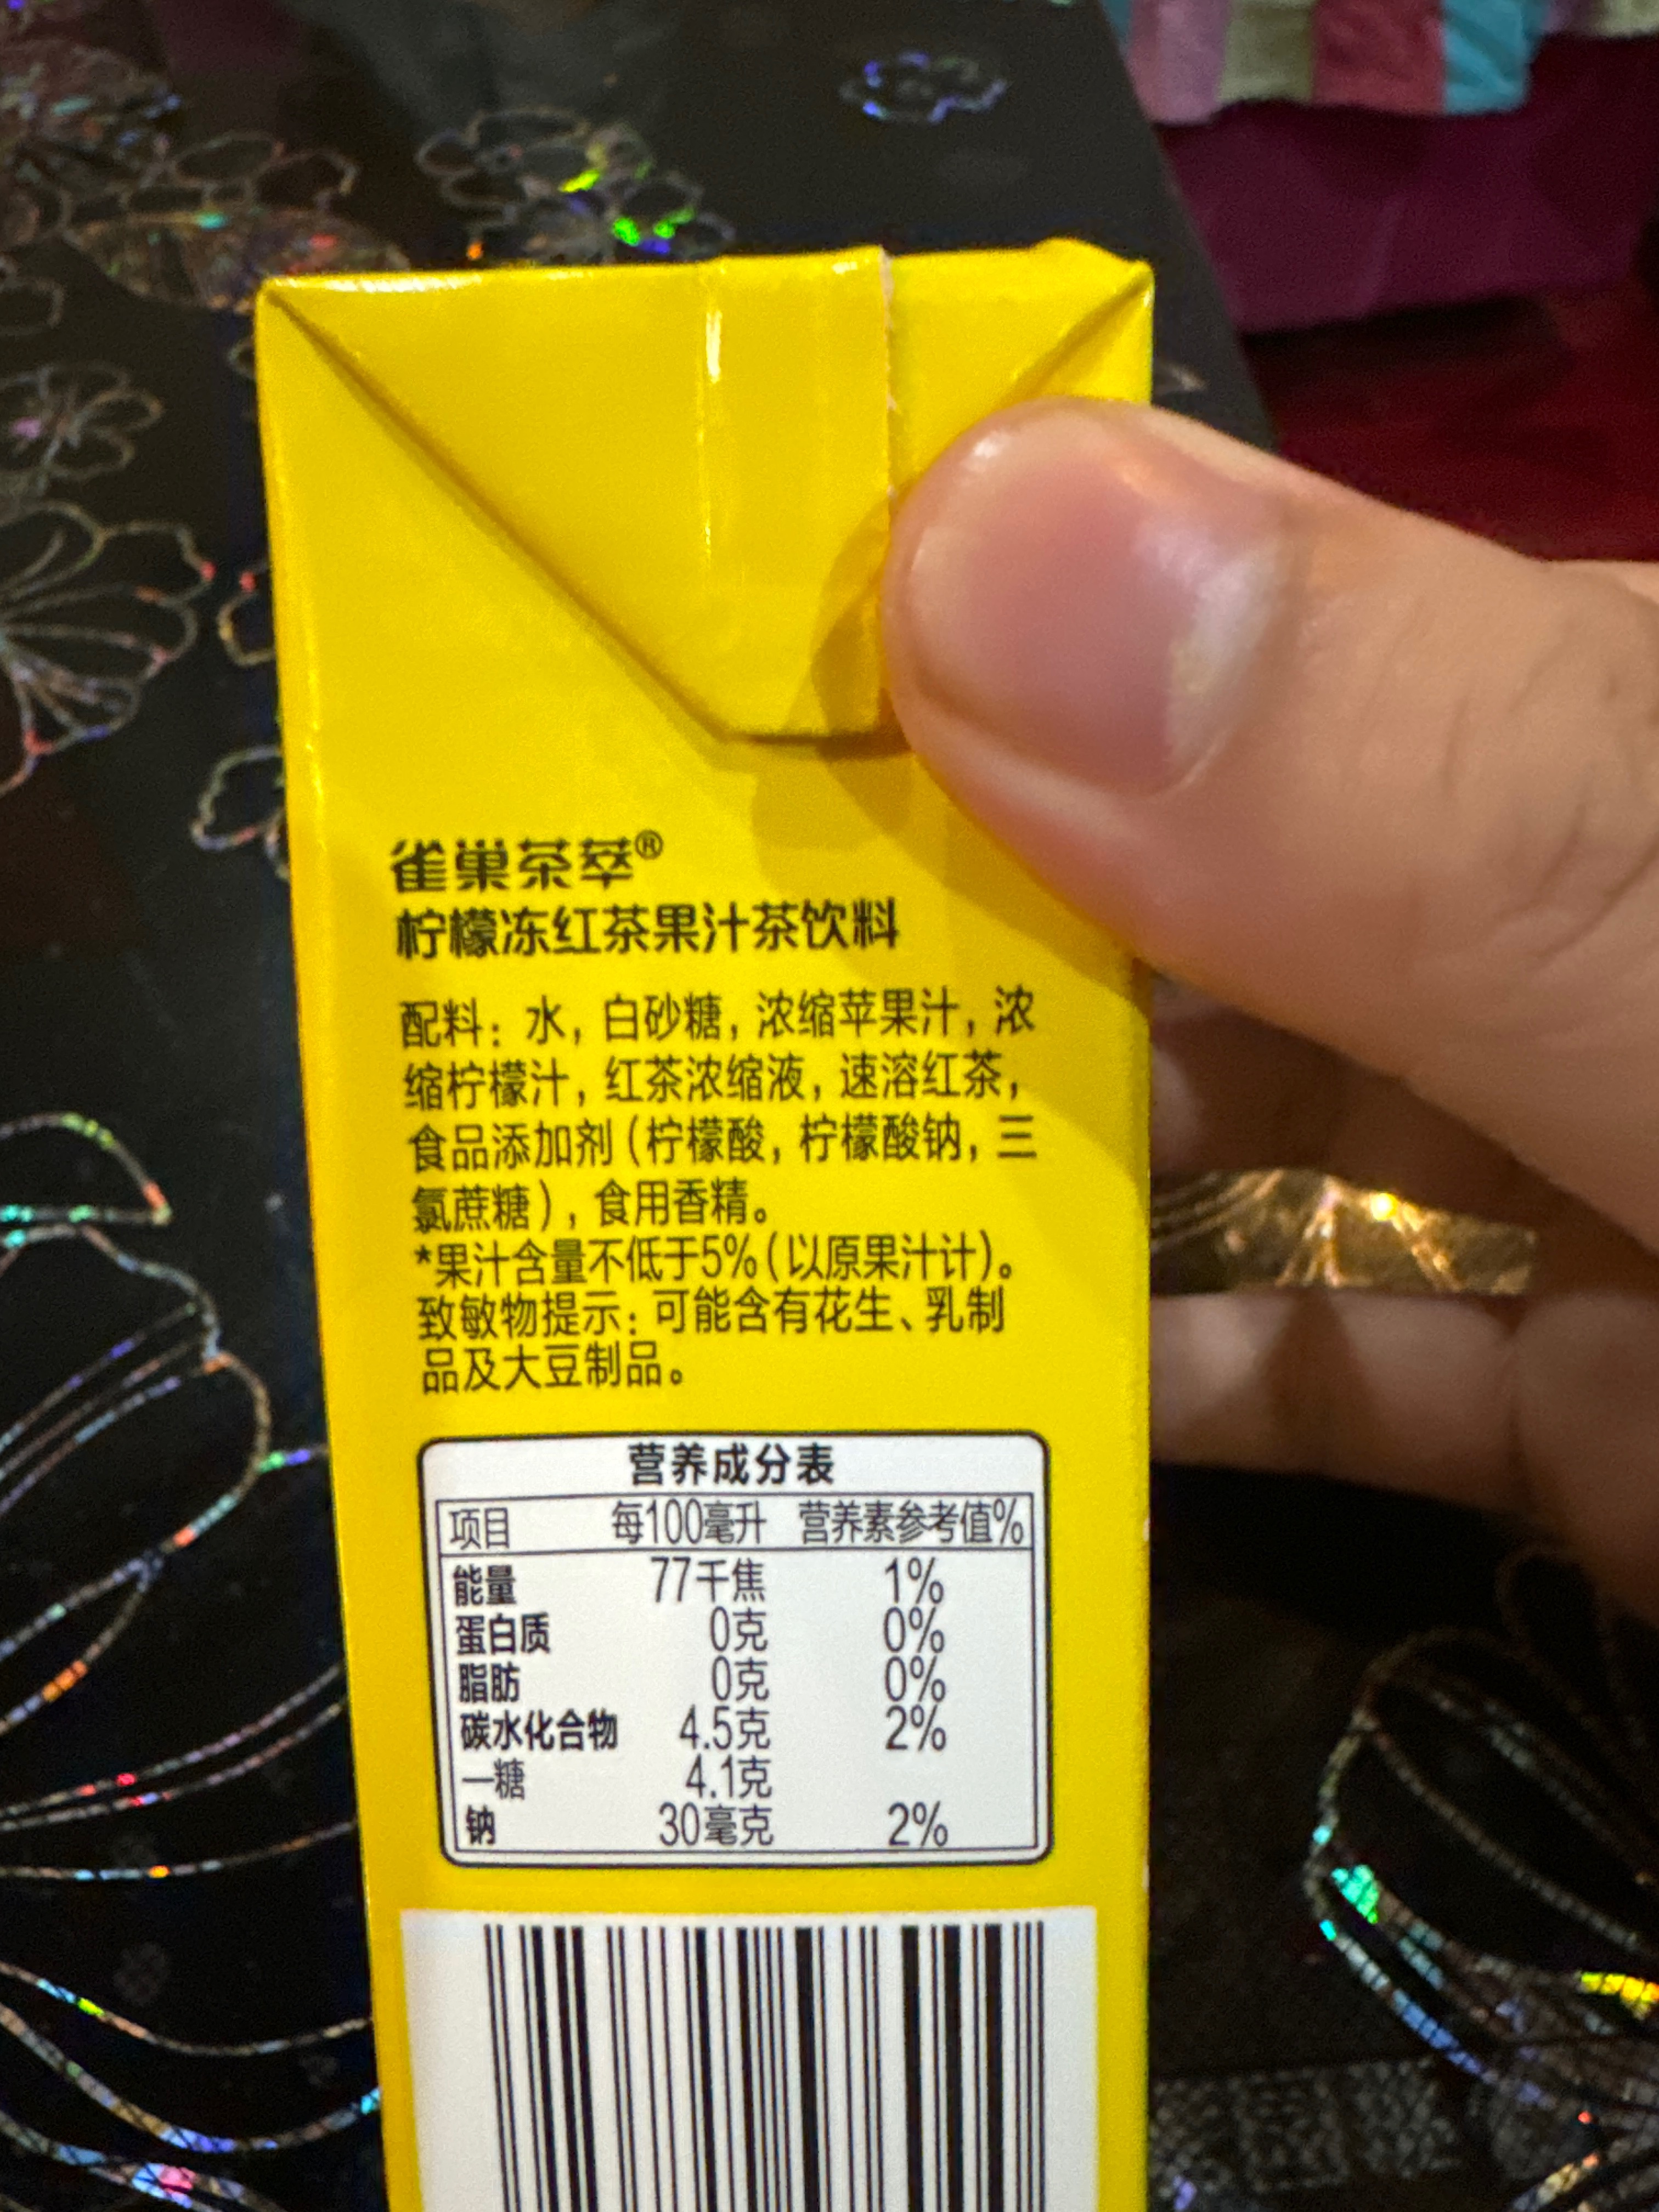 雀巢茶萃®
柠檬冻红茶果汁茶饮料
配料：水，白砂糖，浓缩苹果汁，浓
缩柠檬汁，红茶浓缩液，速溶红茶，
食品添加剂（柠檬酸，柠檬酸钠，三
氯蔗糖），食用香精。
*果汁含量不低于5%（以原果汁计）。
致敏物提示：可能含有花生、乳制
品及大豆制品。
营养成分表
项目 每100毫升 营养素参考值%
能量 77千焦 1%
蛋白质 0克 0%
脂肪 0克 0%
碳水化合物 4.5克 2%
—糖 4.1克
钠 30毫克 2%